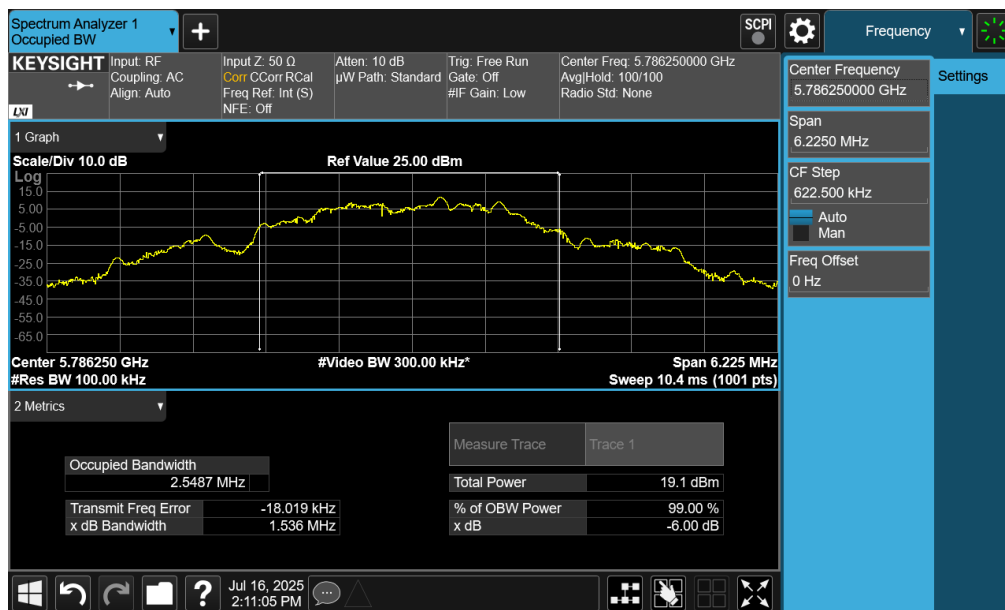 Spectrum Analyzer 1
Occupied BW
+
SCPI
Frequency
KEYSIGHT
LXI
Input: RF
Coupling: AC
Align: Auto
Input Z: 50 Ω
Corr CCorr RCal
Freq Ref: Int (S)
NFE: Off
Atten: 10 dB
µW Path: Standard
Trig: Free Run
Gate: Off
#IF Gain: Low
Center Freq: 5.786250000 GHz
Avg|Hold: 100/100
Radio Std: None
Center Frequency
5.786250000 GHz
Settings
Span
6.2250 MHz
CF Step
622.500 kHz
Auto
Man
Freq Offset
0 Hz
1 Graph
Scale/Div 10.0 dB
Ref Value 25.00 dBm
Log
15.0
5.00
-5.00
-15.0
-25.0
-35.0
-45.0
-55.0
-65.0
Center 5.786250 GHz
#Video BW 300.00 kHz*
Span 6.225 MHz
#Res BW 100.00 kHz
Sweep 10.4 ms (1001 pts)
2 Metrics
Measure Trace
Trace 1
Occupied Bandwidth
2.5487 MHz
Total Power
19.1 dBm
Transmit Freq Error
-18.019 kHz
% of OBW Power
99.00 %
x dB Bandwidth
1.536 MHz
x dB
-6.00 dB
?
Jul 16, 2025
2:11:05 PM